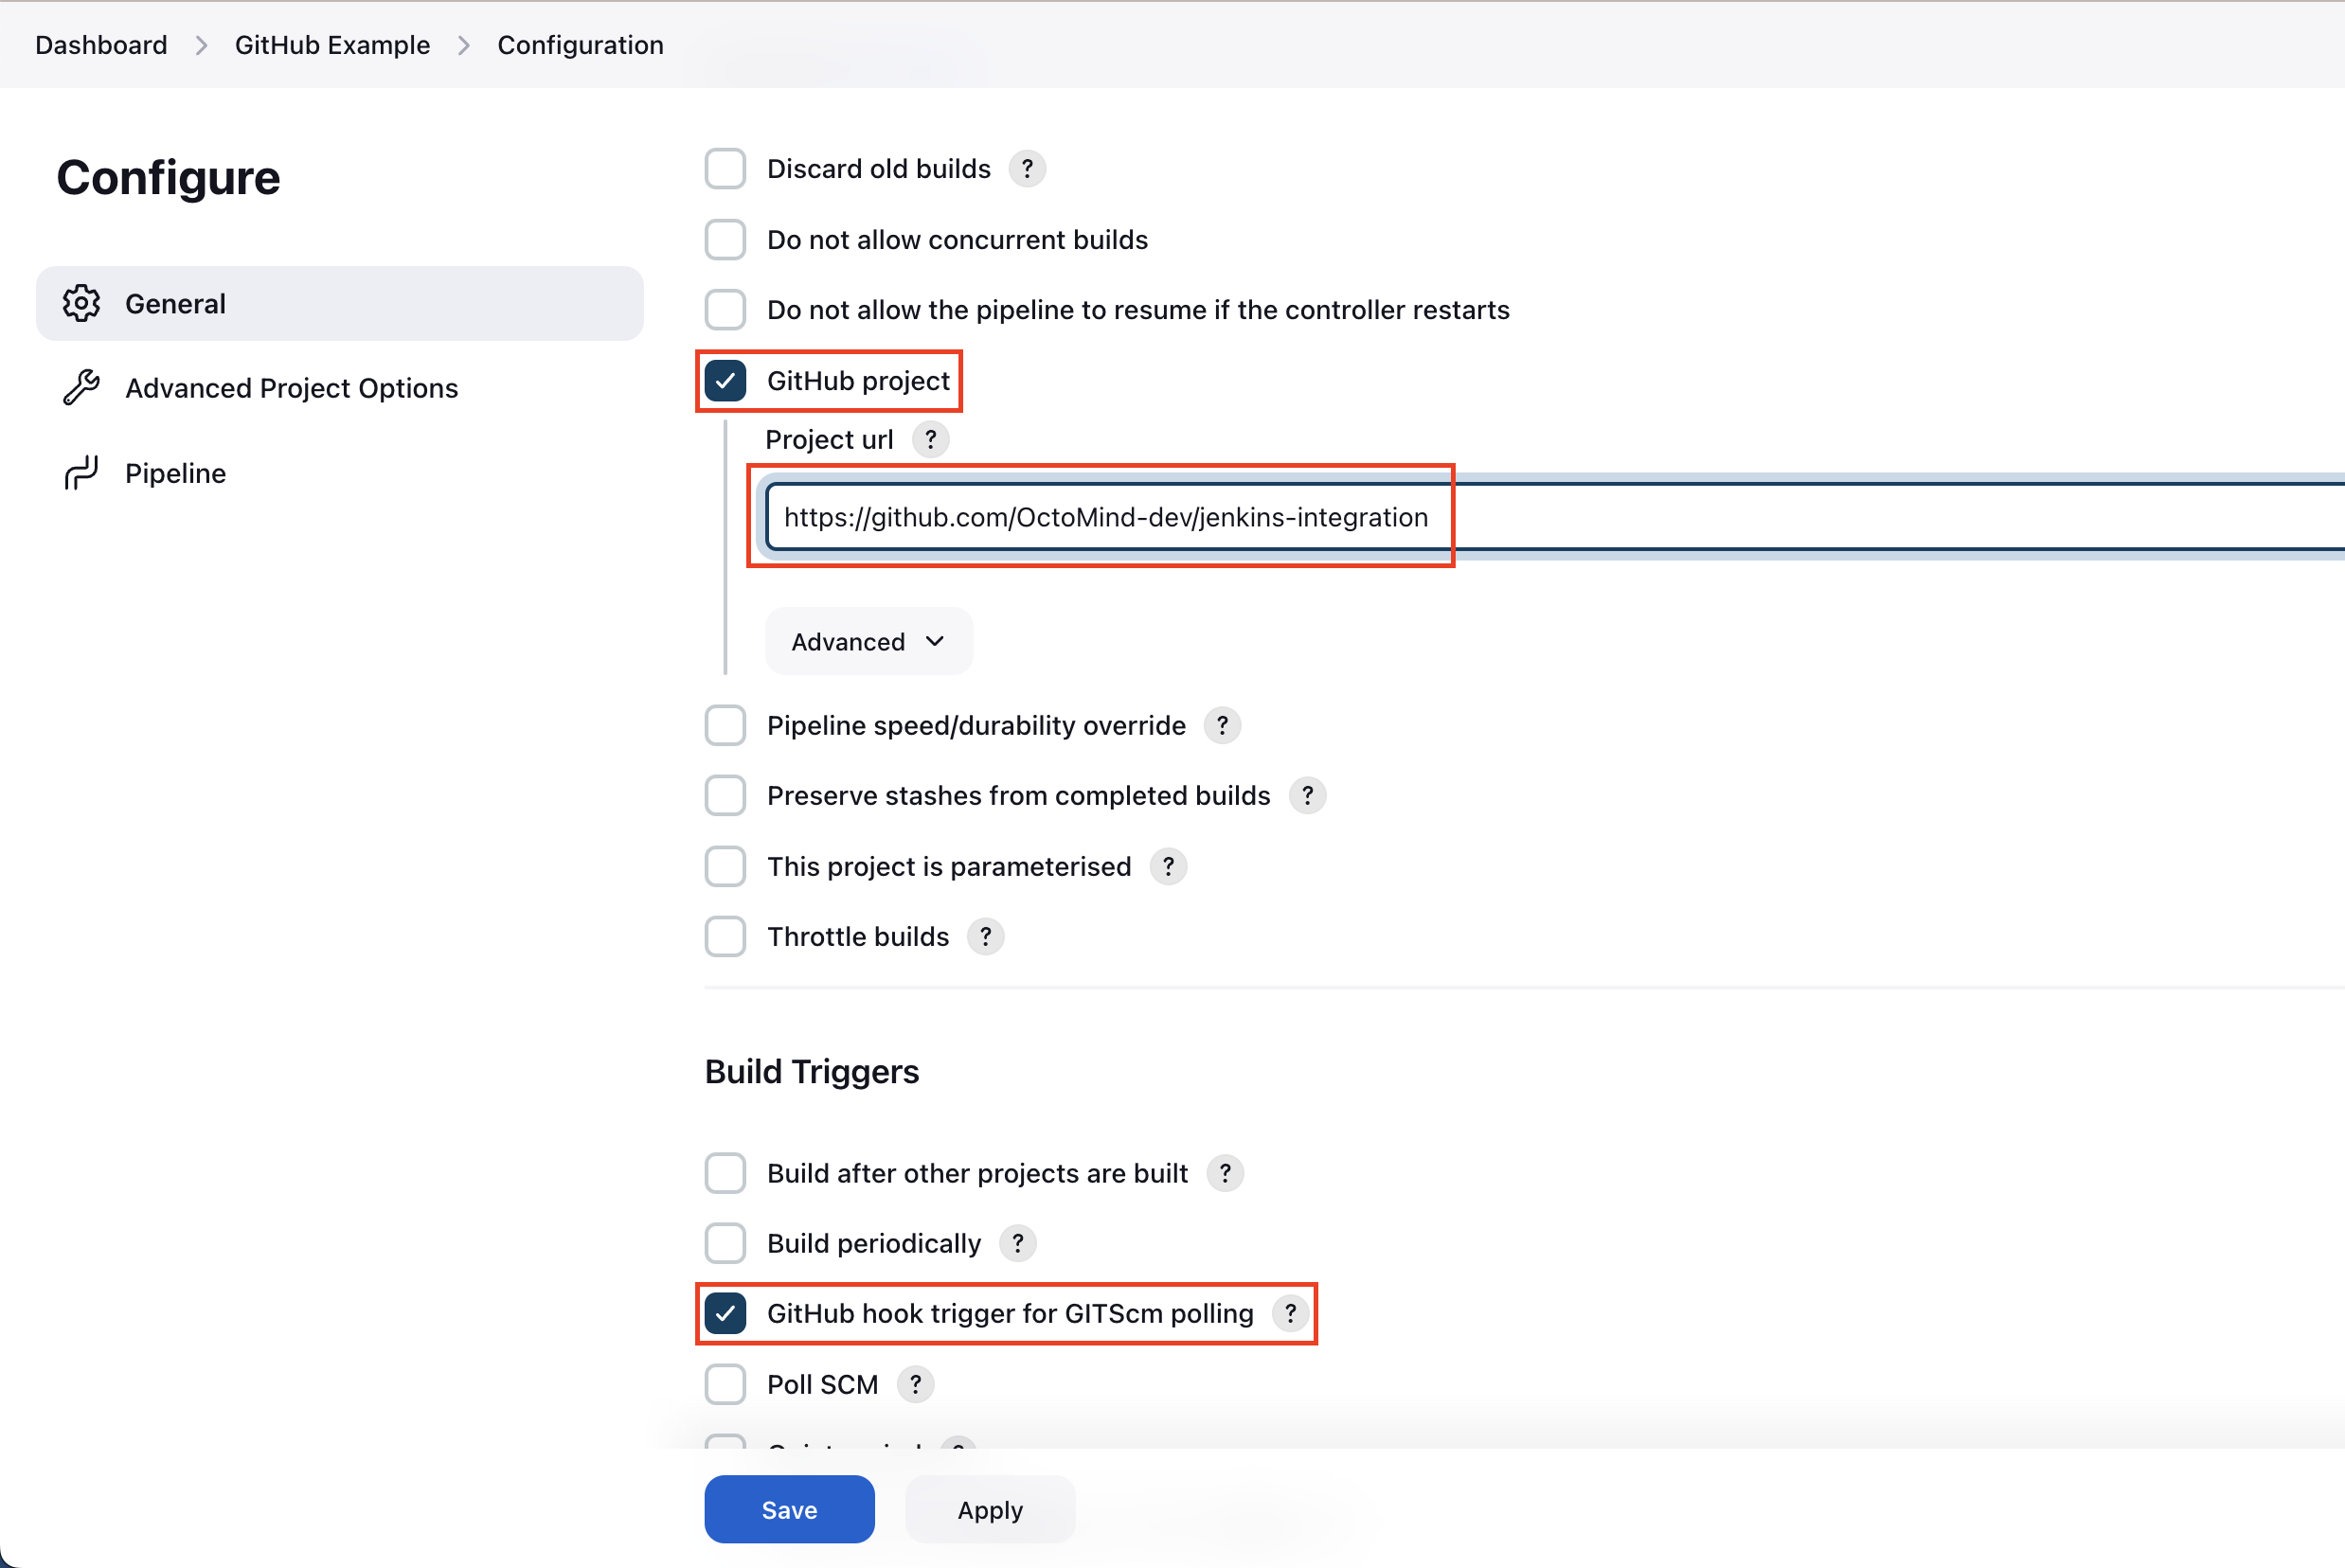 Dashboard > GitHub Example > Configuration
Configure
General
Advanced Project Options
Pipeline
Discard old builds ?
Do not allow concurrent builds
Do not allow the pipeline to resume if the controller restarts
GitHub project
Project url ?
https://github.com/OctoMind-dev/jenkins-integration
Advanced
Pipeline speed/durability override ?
Preserve stashes from completed builds ?
This project is parameterised ?
Throttle builds ?
Build Triggers
Build after other projects are built ?
Build periodically ?
GitHub hook trigger for GITScm polling ?
Poll SCM ?
Save Apply